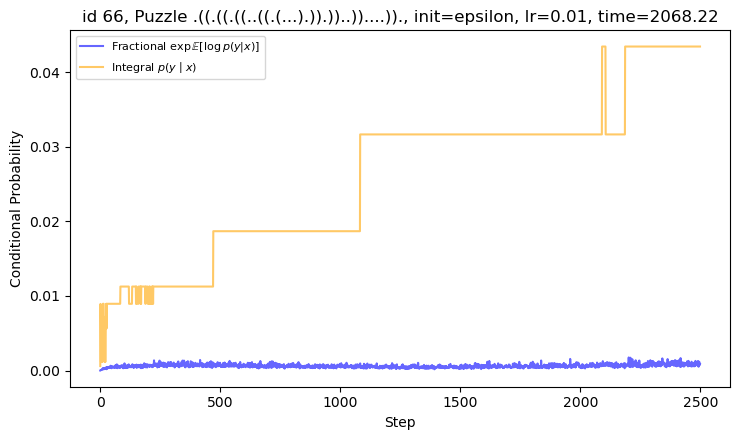 id 66, Puzzle .((.((.((..((.(...).)).))..))....))., init=epsilon, lr=0.01, time=2068.22
Fractional exp𝔼[log p(y|x)]
Integral p(y | x)
Conditional Probability
0.04
0.03
0.02
0.01
0.00
0
500
1000
1500
2000
2500
Step